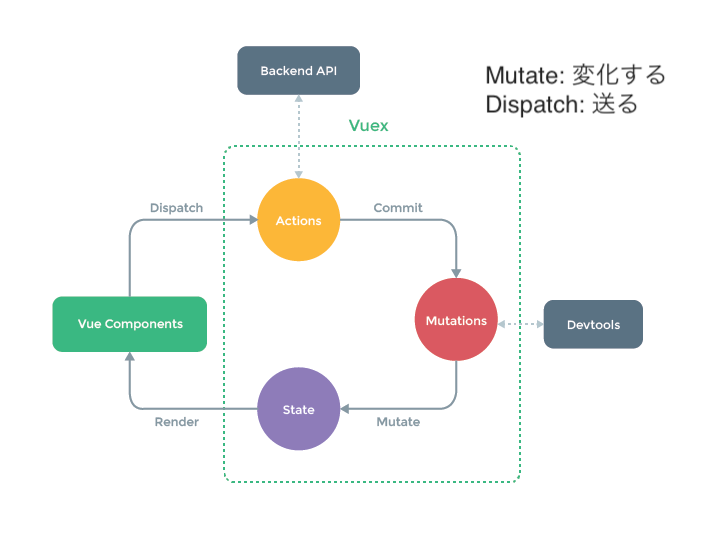 Backend API
Mutate: 変化する
Dispatch: 送る
Vuex
Dispatch
Actions
Commit
Vue Components
Mutations
Devtools
State
Render
Mutate